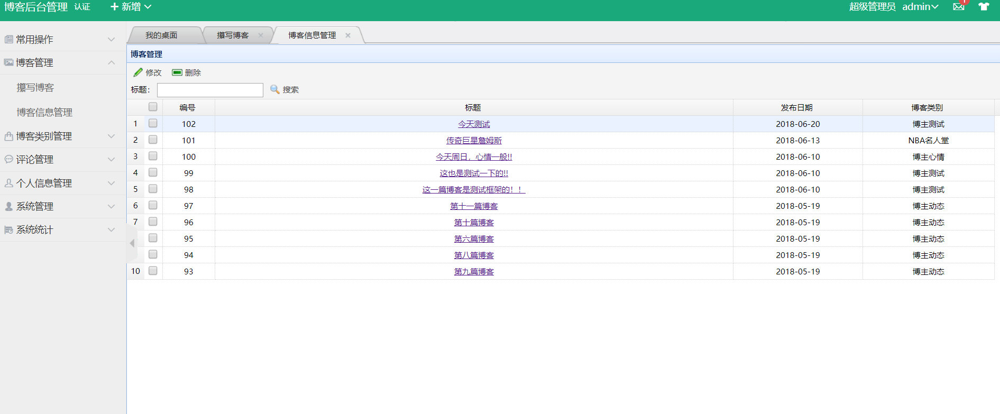 博客后台管理 认证 新增 超级管理员 admin 1
我的桌面 攥写博客 博客信息管理
常用操作
博客管理
攥写博客
博客信息管理
博客类别管理
评论管理
个人信息管理
系统管理
系统统计
博客管理
修改 删除
标题： 搜索
编号 标题 发布日期 博客类别
1 102 今天测试 2018-06-20 博主测试
2 101 传奇巨星詹姆斯 2018-06-13 NBA名人堂
3 100 今天周日，心情一般!! 2018-06-10 博主心情
4 99 这也是测试一下的!! 2018-06-10 博主测试
5 98 这一篇博客是测试框架的！！ 2018-06-10 博主测试
6 97 第十一篇博客 2018-05-19 博主动态
7 96 第十篇博客 2018-05-19 博主动态
95 第六篇博客 2018-05-19 博主动态
94 第八篇博客 2018-05-19 博主动态
10 93 第九篇博客 2018-05-19 博主动态